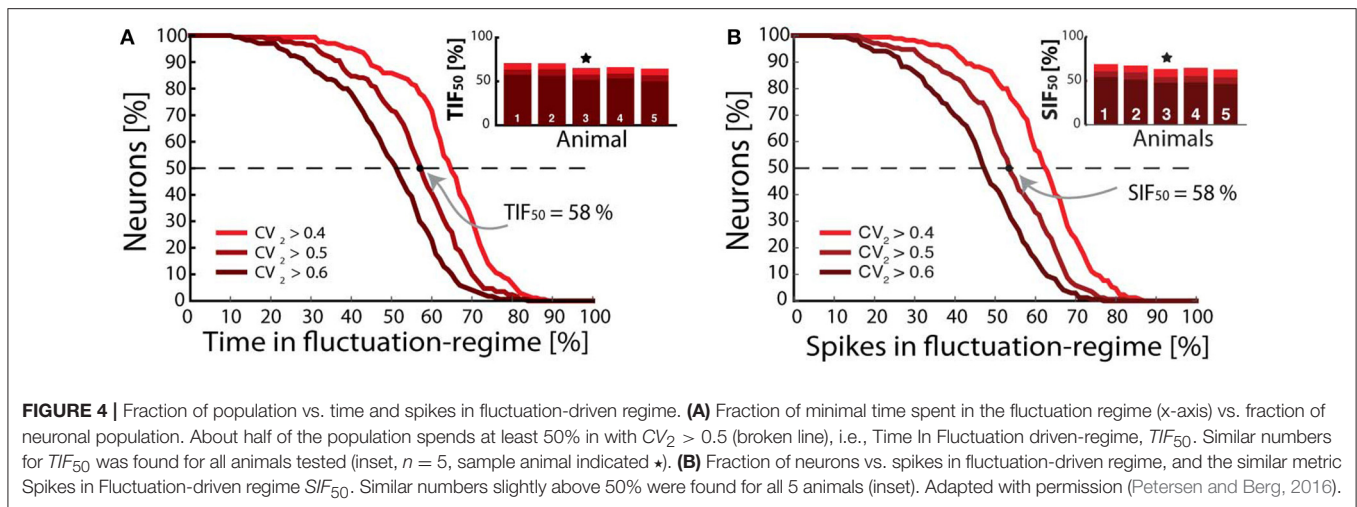 A
100
90
80
70
60
50
40
30
20
10
0
Neurons [%]
0 10 20 30 40 50 60 70 80 90 100
Time in fluctuation-regime [%]
CV 2 > 0.4
CV 2 > 0.5
CV 2 > 0.6
TIF50 = 58 %
TIF50 [%]
100
50
0
★
1 2 3 4 5
Animal
B
100
90
80
70
60
50
40
30
20
10
0
Neurons [%]
0 10 20 30 40 50 60 70 80 90 100
Spikes in fluctuation-regime [%]
CV2 > 0.4
CV2 > 0.5
CV2 > 0.6
SIF50 = 58 %
SIF50 [%]
100
50
0
★
1 2 3 4 5
Animals
FIGURE 4 | Fraction of population vs. time and spikes in fluctuation-driven regime. (A) Fraction of minimal time spent in the fluctuation regime (x-axis) vs. fraction of
neuronal population. About half of the population spends at least 50% in with CV2 > 0.5 (broken line), i.e., Time In Fluctuation driven-regime, TIF50. Similar numbers
for TIF50 was found for all animals tested (inset, n = 5, sample animal indicated ⋆). (B) Fraction of neurons vs. spikes in fluctuation-driven regime, and the similar metric
Spikes in Fluctuation-driven regime SIF50. Similar numbers slightly above 50% were found for all 5 animals (inset). Adapted with permission (Petersen and Berg, 2016).